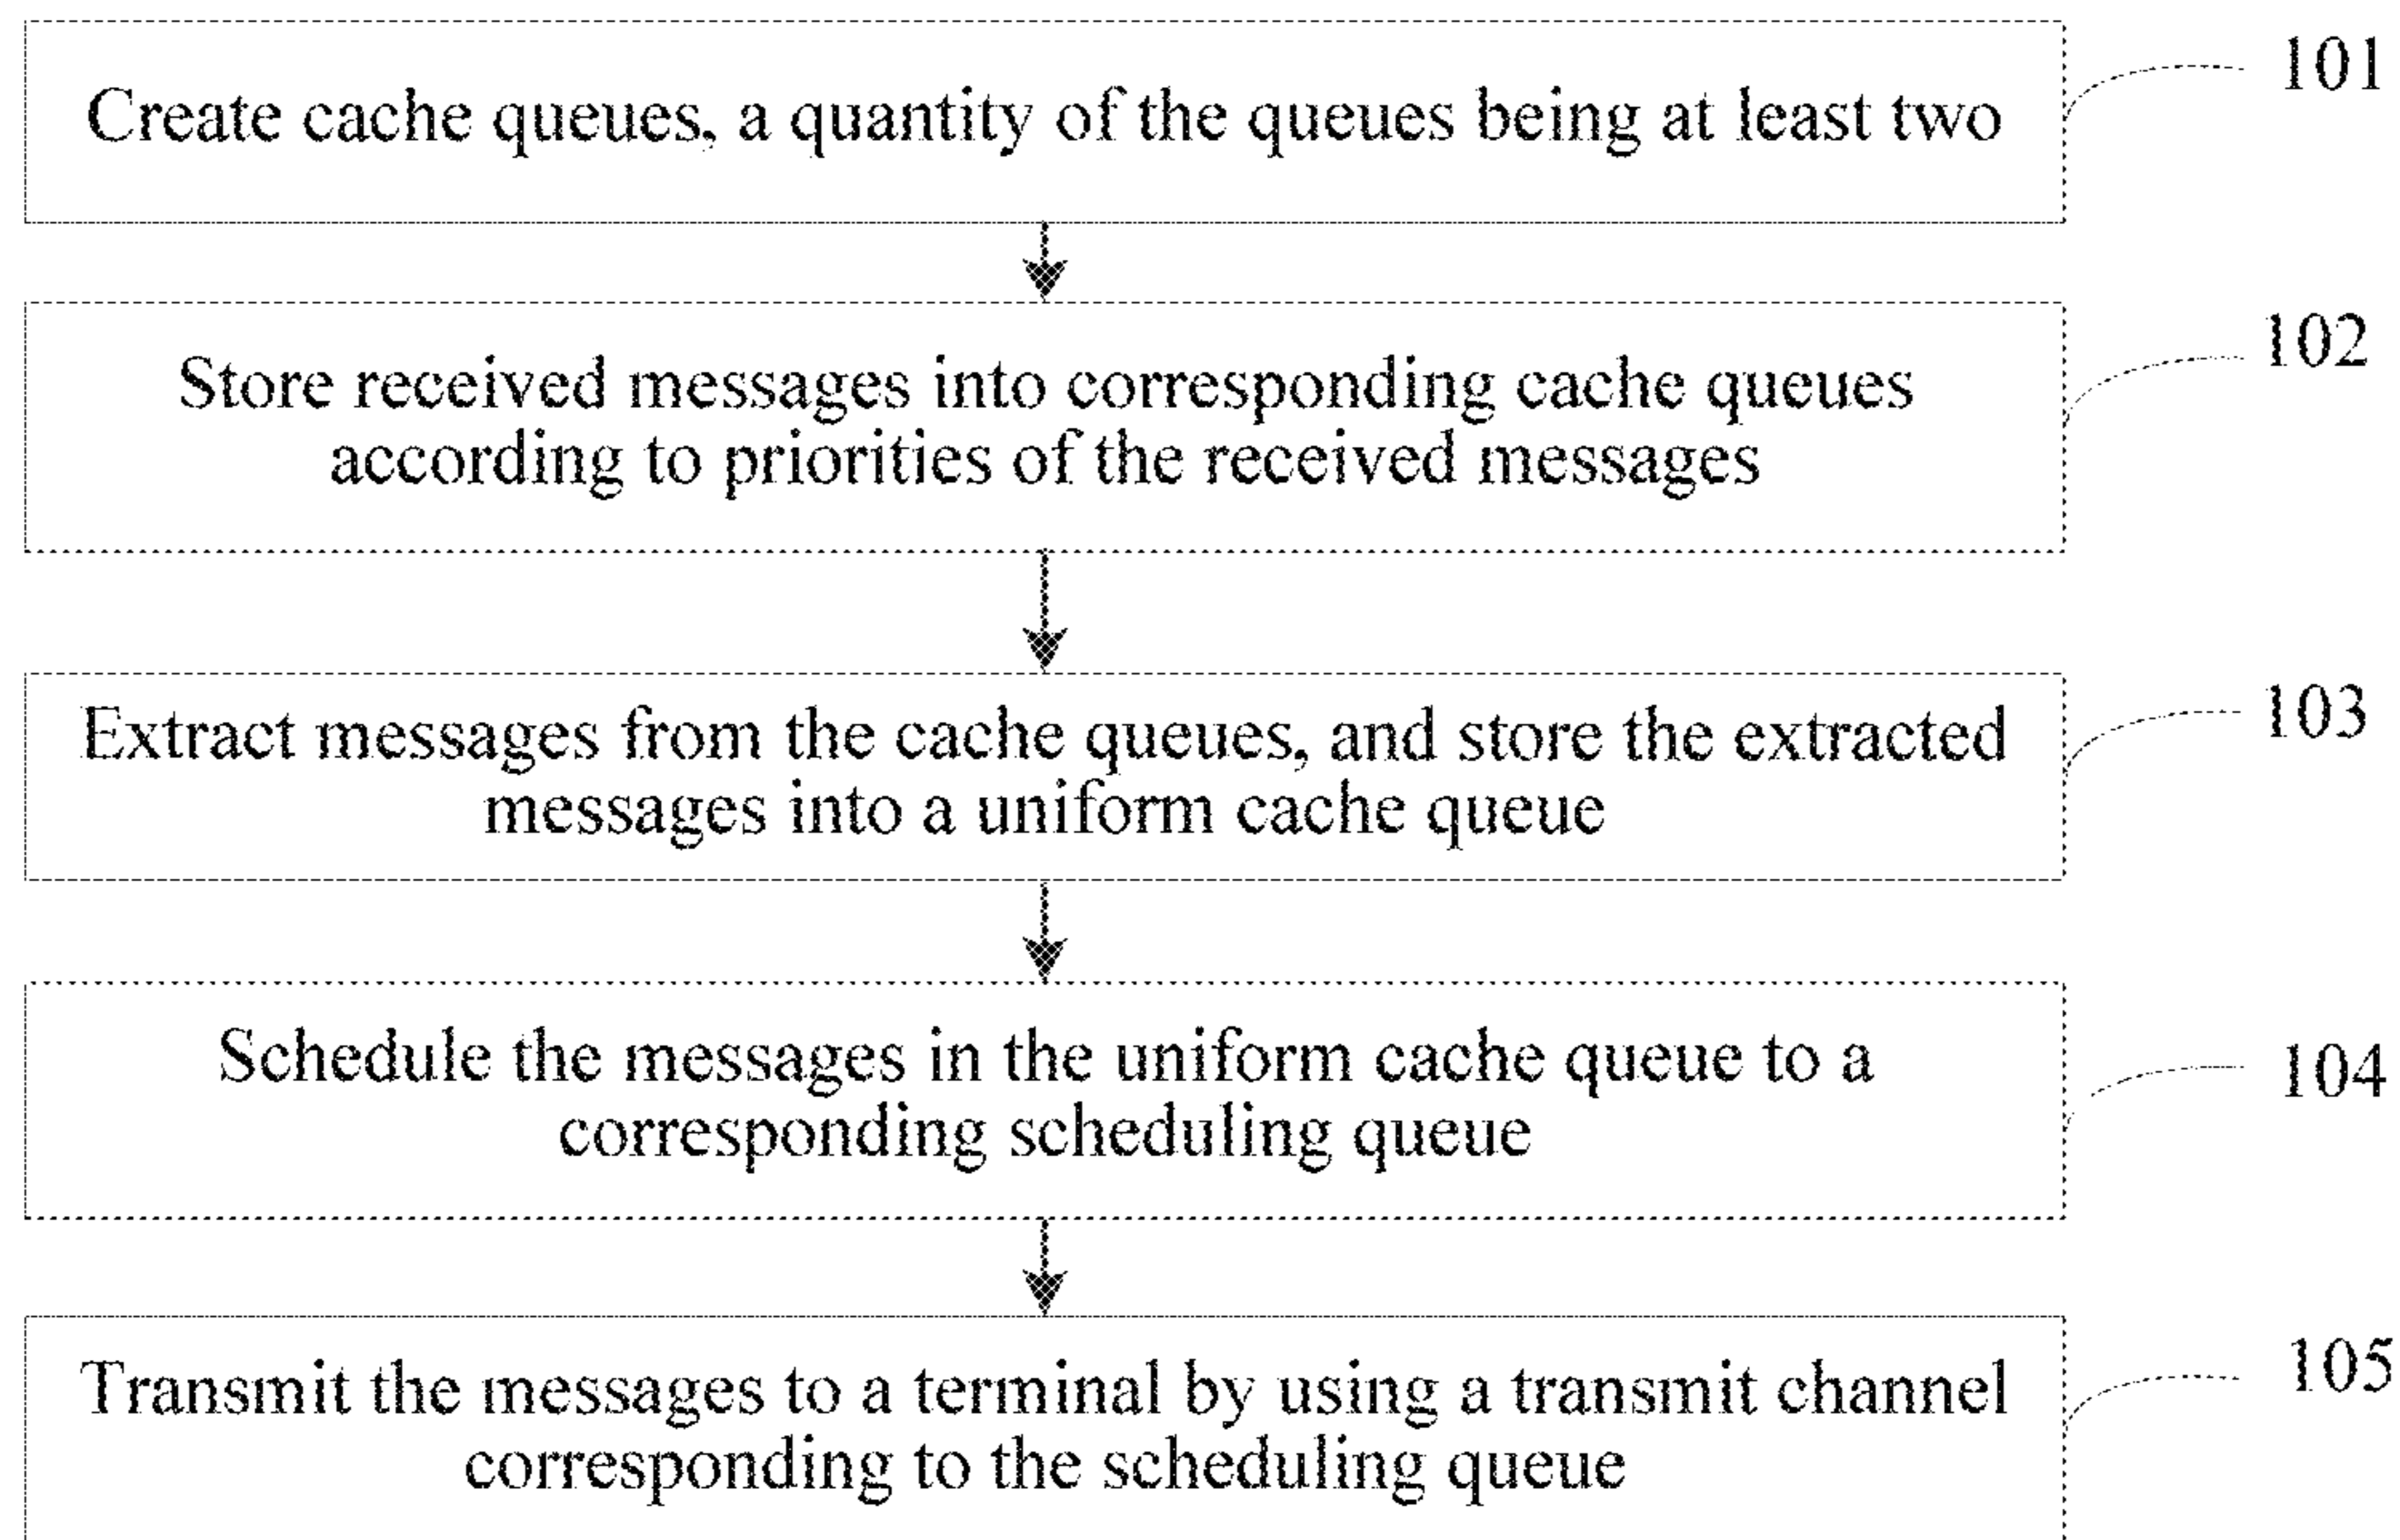 Create cache queues, a quantity of the queues being at least two
101
Store received messages into corresponding cache queues
according to priorities of the received messages
102
Extract messages from the cache queues, and store the extracted
messages into a uniform cache queue
103
Schedule the messages in the uniform cache queue to a
corresponding scheduling queue
104
Transmit the messages to a terminal by using a transmit channel
corresponding to the scheduling queue
105